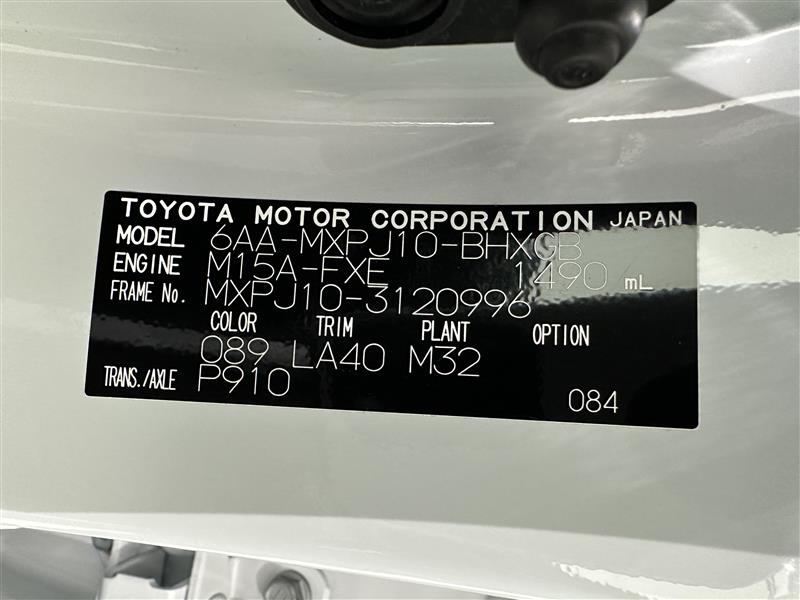 TOYOTA MOTOR CORPORATION JAPAN
MODEL 6AA-MXPJ10-BHXGB
ENGINE M15A-FXE 1490 mL
FRAME No. MXPJ10-3120996
COLOR TRIM PLANT OPTION
089 LA40 M32
TRANS./AXLE P910
084